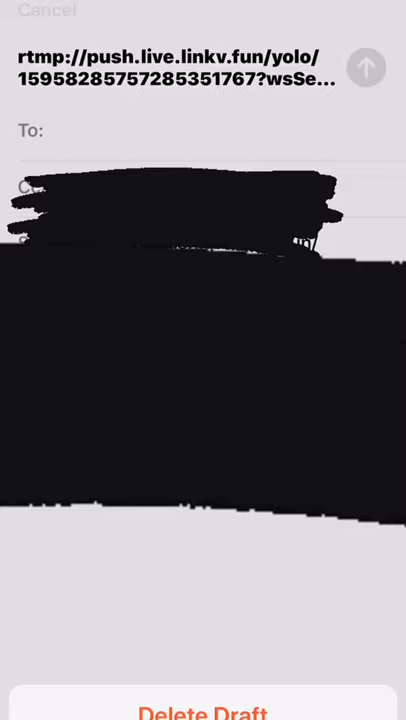 Cancel
rtmp://push.live.linkv.fun/yolo/
15958285757285351767?wsSe...
To:
Delete Draft